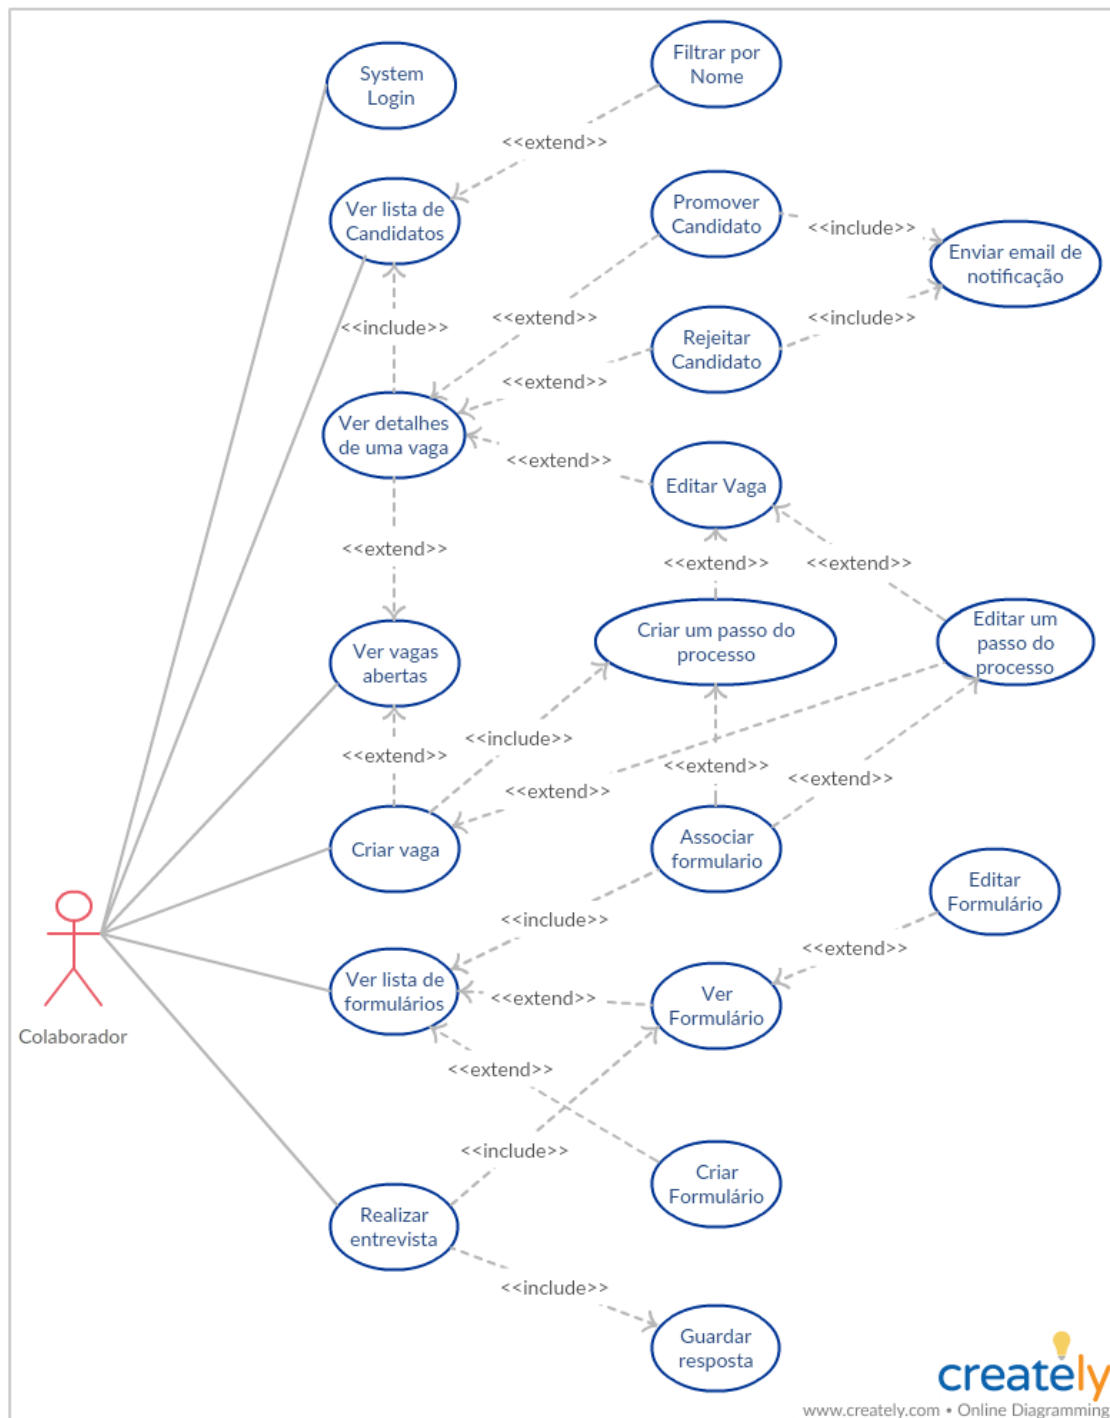 System
Login
Filtrar por
Nome
<<extend>>
Ver lista de
Candidatos
Promover
Candidato
<<include>>
Enviar email de
notificação
<<include>>
<<extend>>
<<include>>
Rejeitar
Candidato
<<extend>>
Ver detalhes
de uma vaga
<<extend>>
Editar Vaga
<<extend>>
<<extend>>
<<extend>>
Ver vagas
abertas
Criar um passo do
processo
Editar um
passo do
processo
<<include>>
<<extend>>
<<extend>>
<<extend>>
<<extend>>
Criar vaga
Associar
formulario
Editar
Formulário
<<include>>
<<extend>>
Ver lista de
formulários
<<extend>>
Ver
Formulário
Colaborador
<<extend>>
<<include>>
Criar
Formulário
Realizar
entrevista
<<include>>
Guardar
resposta
creately
www.creately.com • Online Diagramming